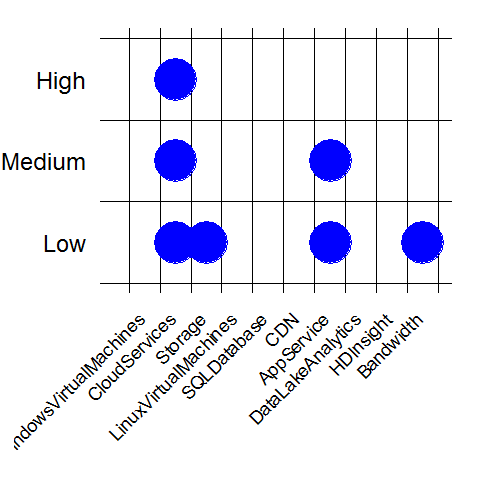 High
Medium
Low
ndowsVirtualMachines
CloudServices
Storage
LinuxVirtualMachines
SQLDatabase
CDN
AppService
DataLakeAnalytics
HDInsight
Bandwidth